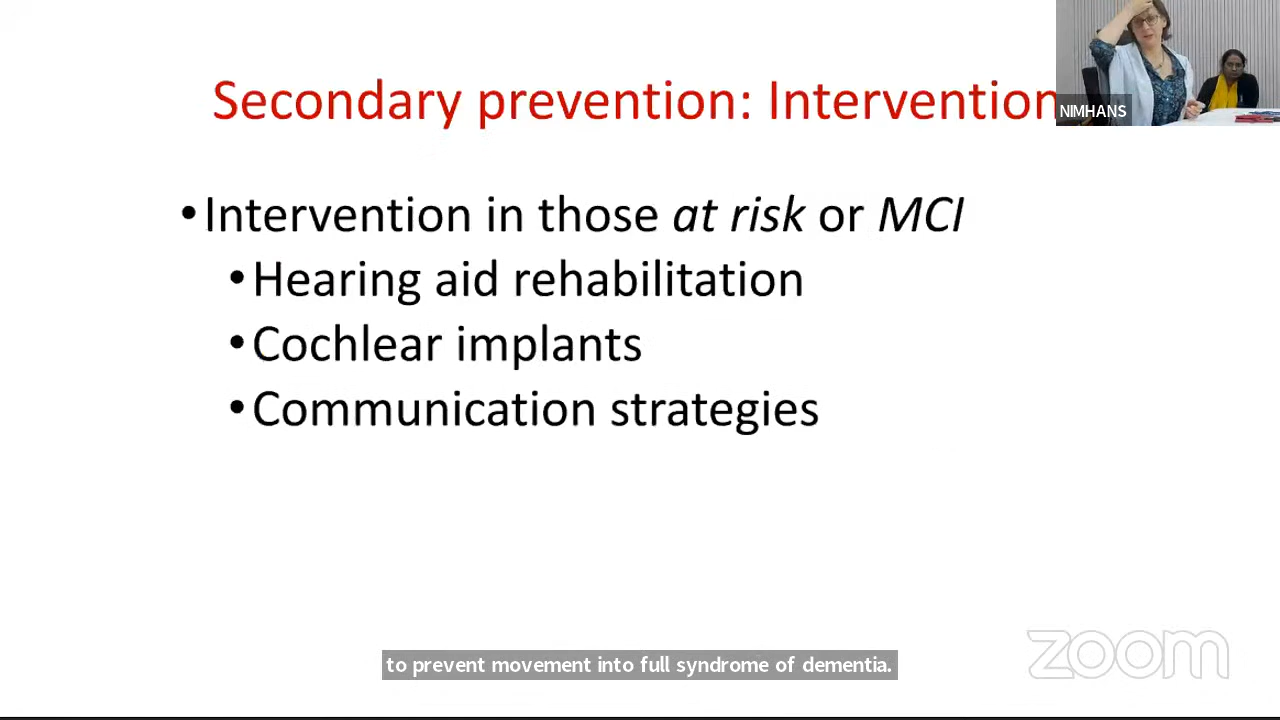 Secondary prevention: Intervention
NIMHANS
•Intervention in those at risk or MCI
•Hearing aid rehabilitation
•Cochlear implants
•Communication strategies
zoom
to prevent movement into full syndrome of dementia.